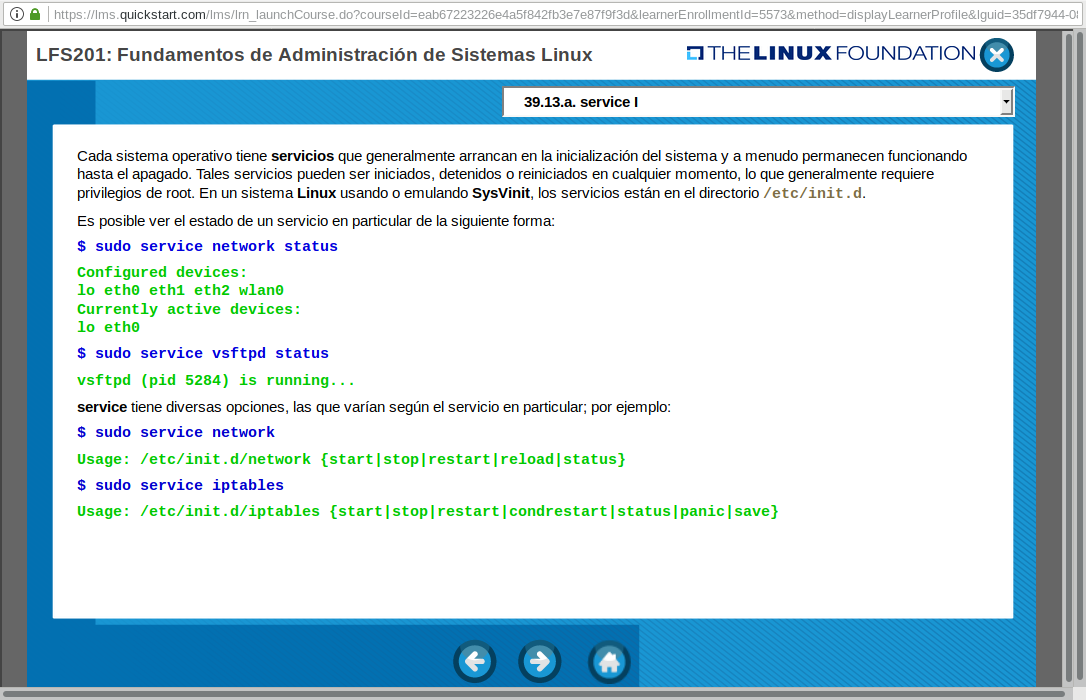 https://lms.quickstart.com/lms/lrn_launchCourse.do?courseId=eab67223226e4a5f842fb3e7e87f9f3d&learnerEnrollmentId=5573&method=displayLearnerProfile&lguid=35df7944-0
LFS201: Fundamentos de Administración de Sistemas Linux
THE LINUX FOUNDATION
39.13.a. service I
Cada sistema operativo tiene servicios que generalmente arrancan en la inicialización del sistema y a menudo permanecen funcionando
hasta el apagado. Tales servicios pueden ser iniciados, detenidos o reiniciados en cualquier momento, lo que generalmente requiere
privilegios de root. En un sistema Linux usando o emulando SysVinit, los servicios están en el directorio /etc/init.d.
Es posible ver el estado de un servicio en particular de la siguiente forma:
$ sudo service network status
Configured devices:
lo eth0 eth1 eth2 wlan0
Currently active devices:
lo eth0
$ sudo service vsftpd status
vsftpd (pid 5284) is running...
service tiene diversas opciones, las que varían según el servicio en particular; por ejemplo:
$ sudo service network
Usage: /etc/init.d/network {start|stop|restart|reload|status}
$ sudo service iptables
Usage: /etc/init.d/iptables {start|stop|restart|condrestart|status|panic|save}